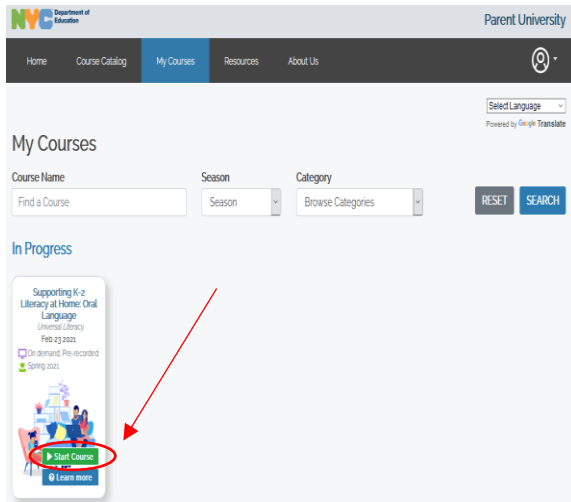 NYC Department of
Education
Parent University
Home Course Catalog My Courses Resources About Us
Select Language
Powered by Google Translate
My Courses
Course Name Season Category
Find a Course Season Browse Categories RESET SEARCH
In Progress
Supporting K-2
Literacy at Home: Oral
Language
Universal Literacy
Feb 23 2021
On demand, Pre-recorded
Spring 2021
Start Course
Learn more